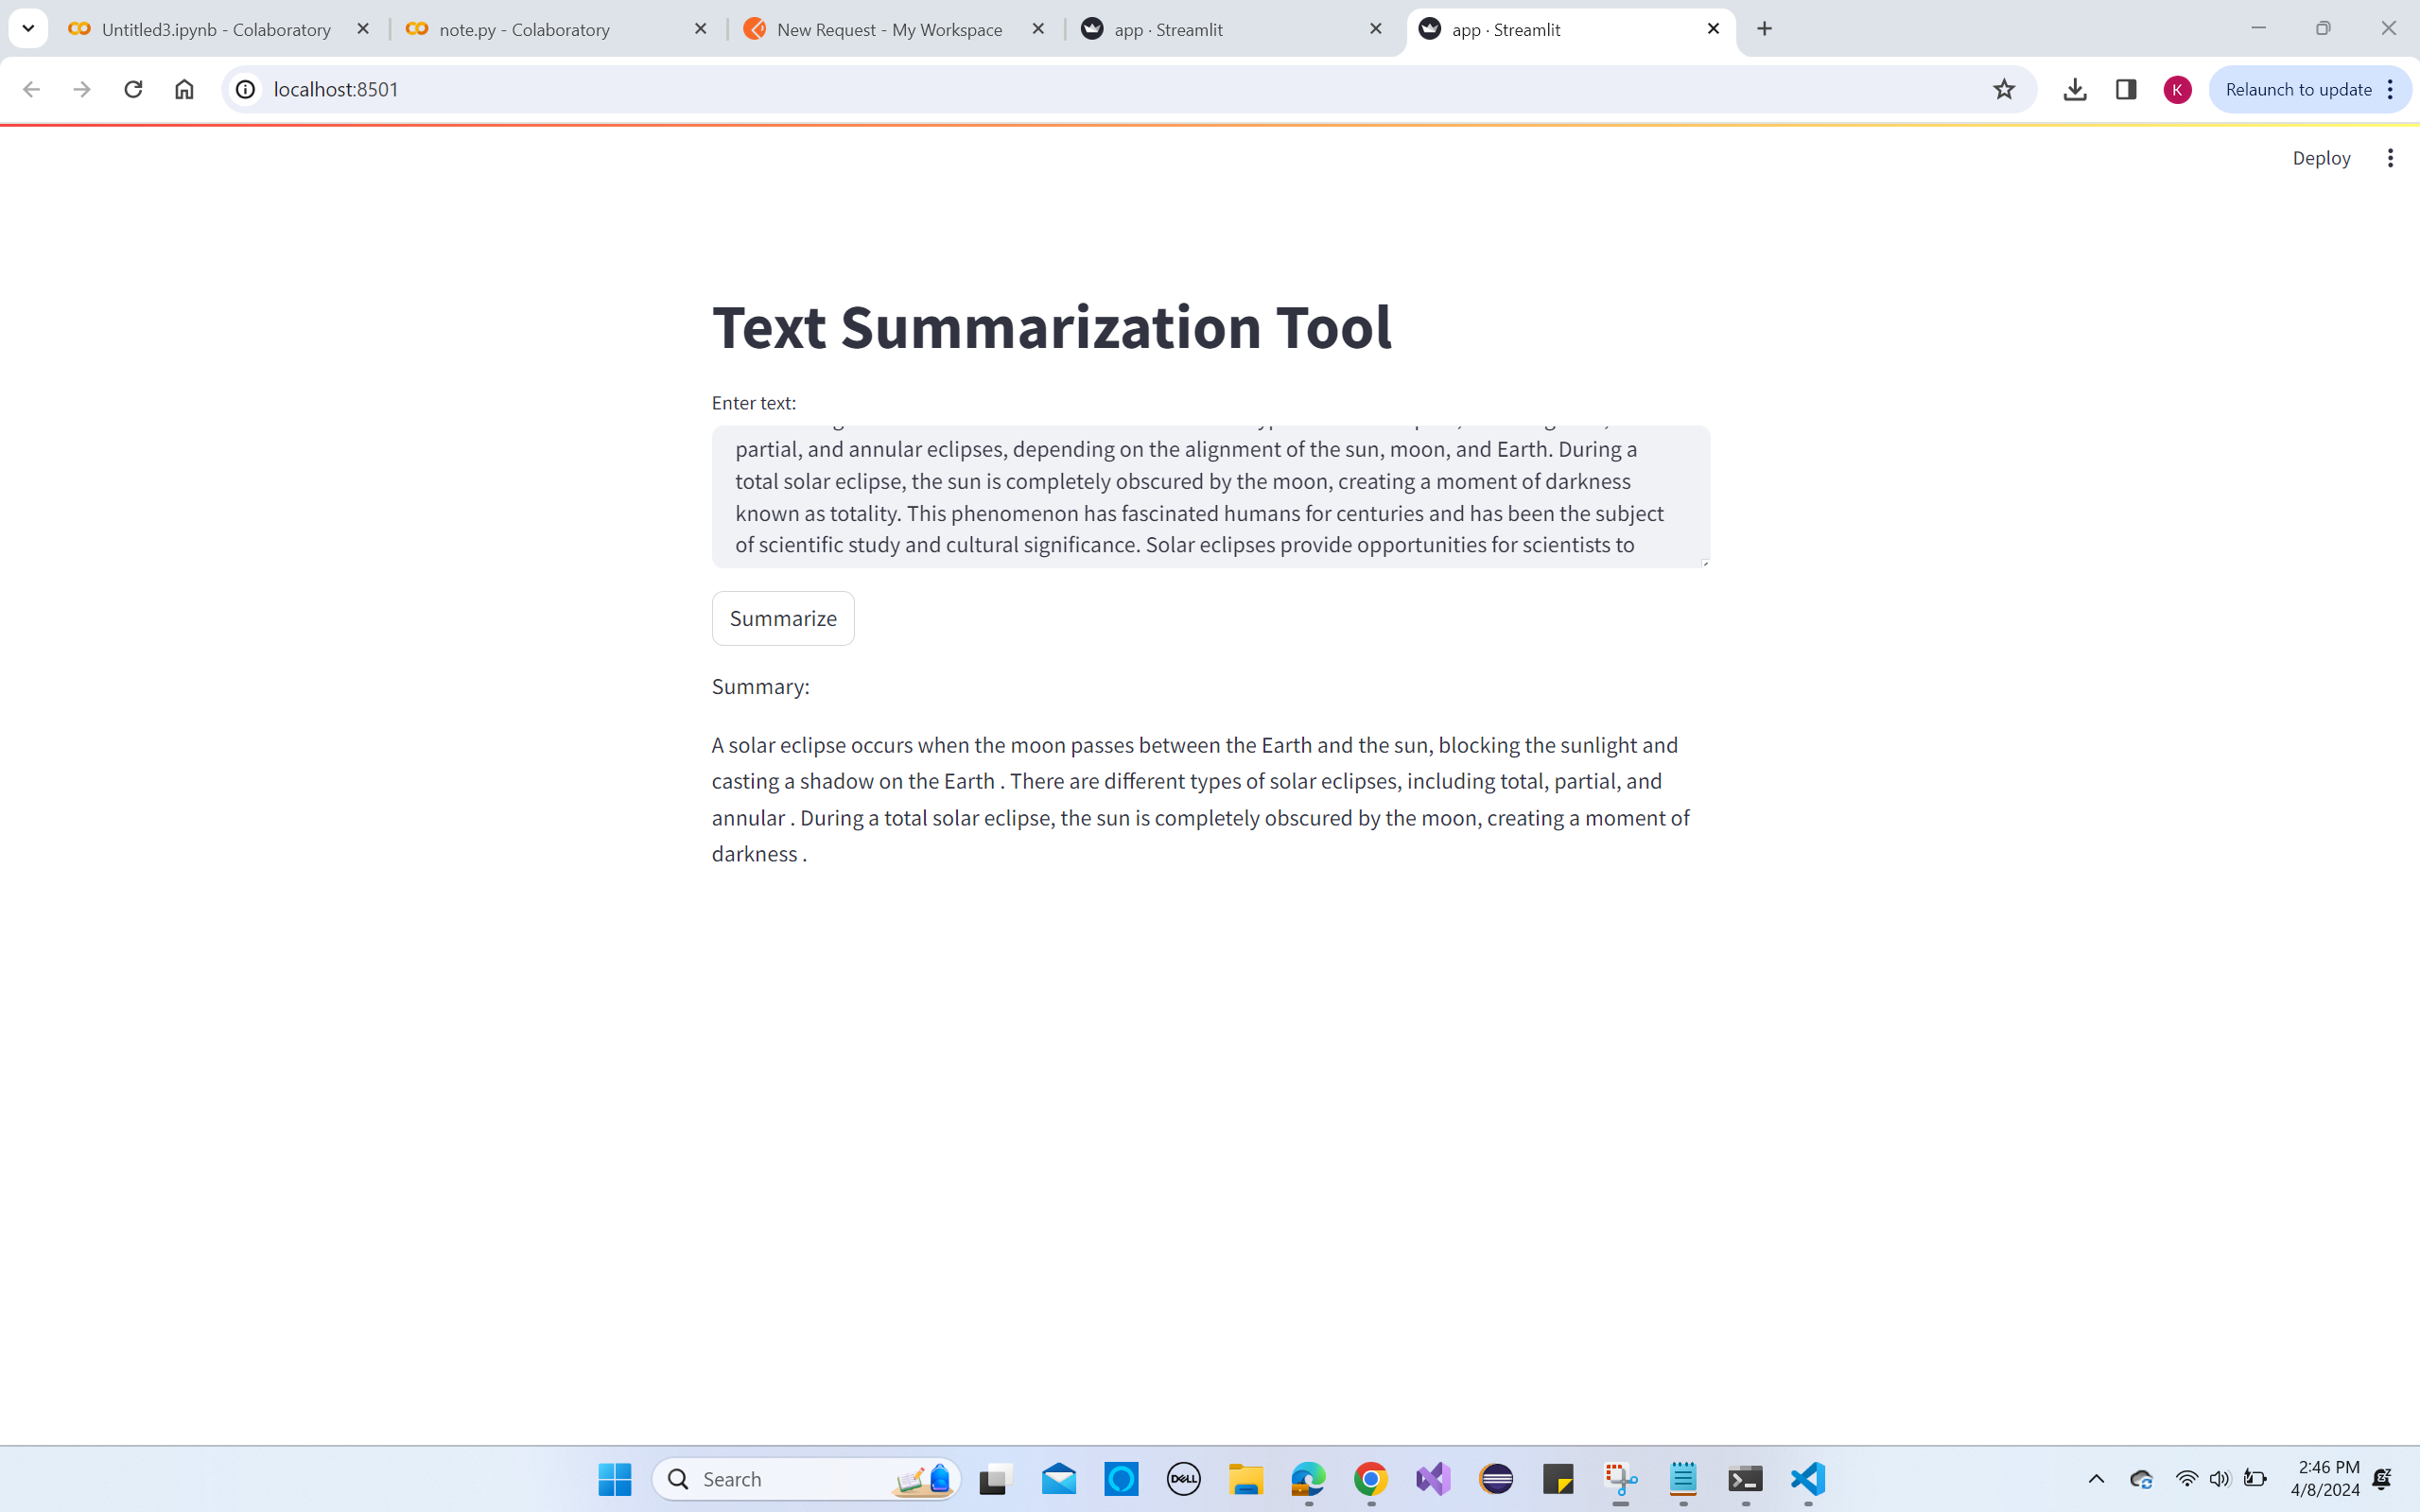 Untitled3.ipynb - Colaboratory
note.py - Colaboratory
New Request - My Workspace
app · Streamlit
app · Streamlit
localhost:8501
K
Relaunch to update
Deploy
Text Summarization Tool
Enter text:
partial, and annular eclipses, depending on the alignment of the sun, moon, and Earth. During a
total solar eclipse, the sun is completely obscured by the moon, creating a moment of darkness
known as totality. This phenomenon has fascinated humans for centuries and has been the subject
of scientific study and cultural significance. Solar eclipses provide opportunities for scientists to
Summarize
Summary:
A solar eclipse occurs when the moon passes between the Earth and the sun, blocking the sunlight and
casting a shadow on the Earth . There are different types of solar eclipses, including total, partial, and
annular . During a total solar eclipse, the sun is completely obscured by the moon, creating a moment of
darkness .
Search
DELL
2:46 PM
4/8/2024